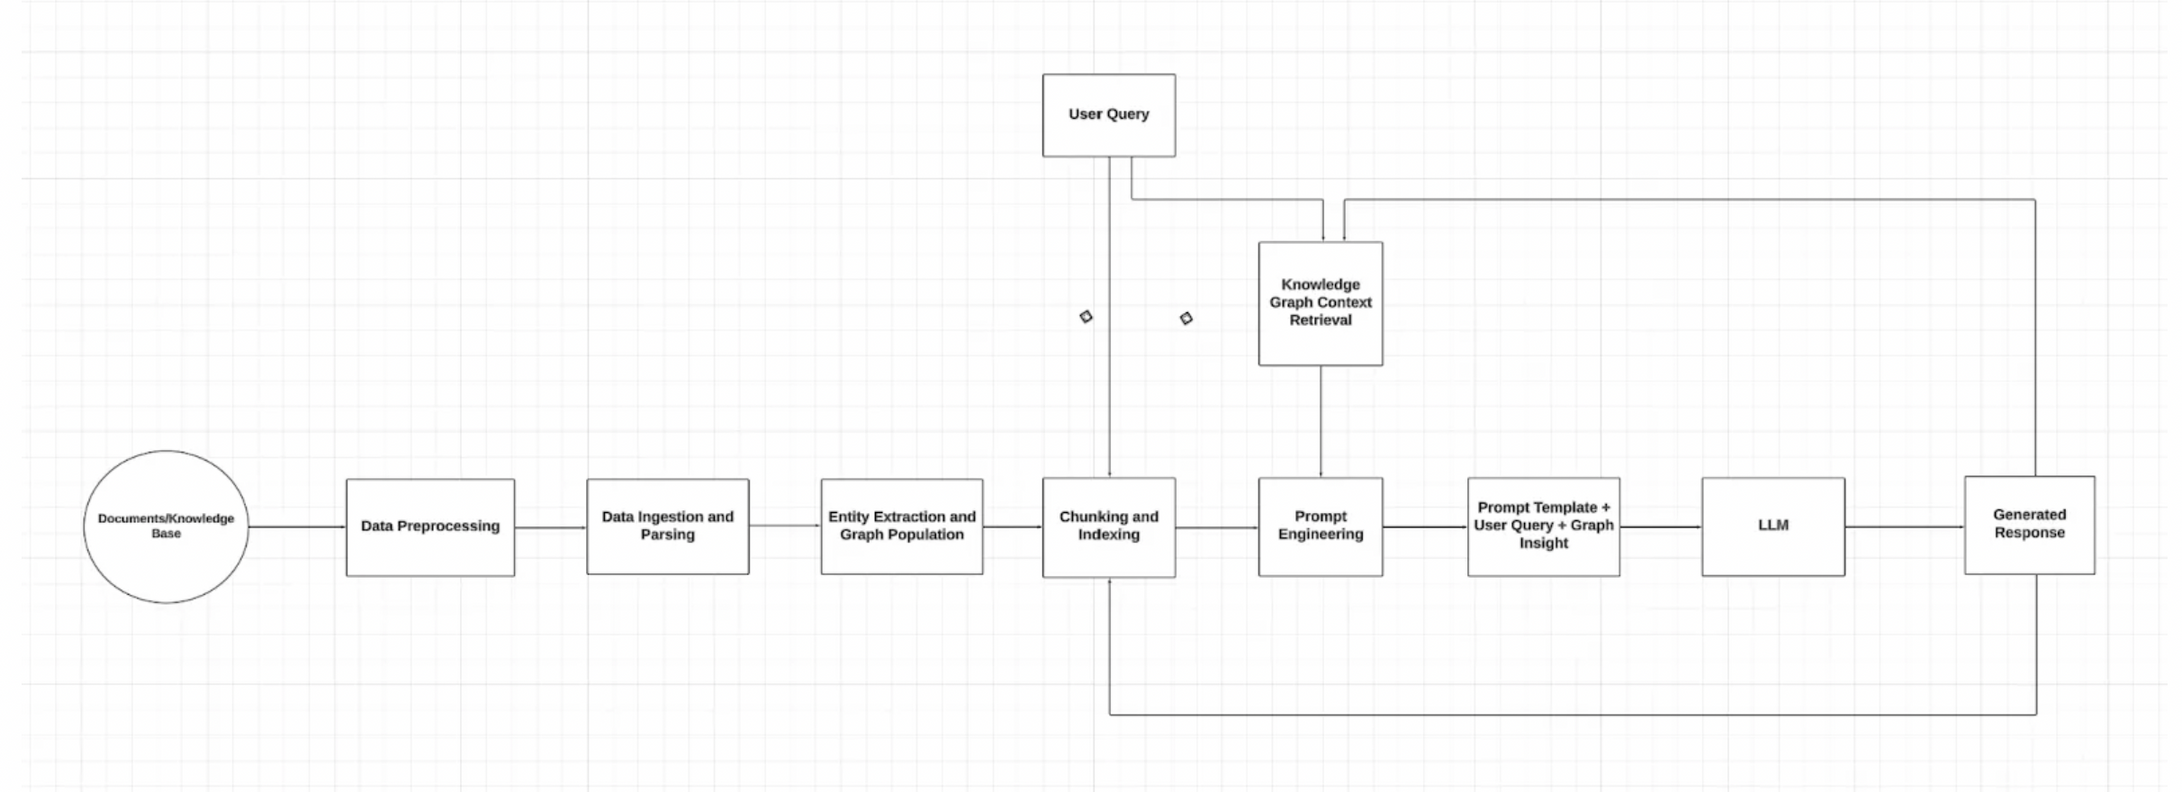 User Query
Knowledge
Graph Context
Retrieval
Documents/Knowledge
Base
Data Preprocessing
Data Ingestion and
Parsing
Entity Extraction and
Graph Population
Chunking and
Indexing
Prompt
Engineering
Prompt Template +
User Query + Graph
Insight
LLM
Generated
Response